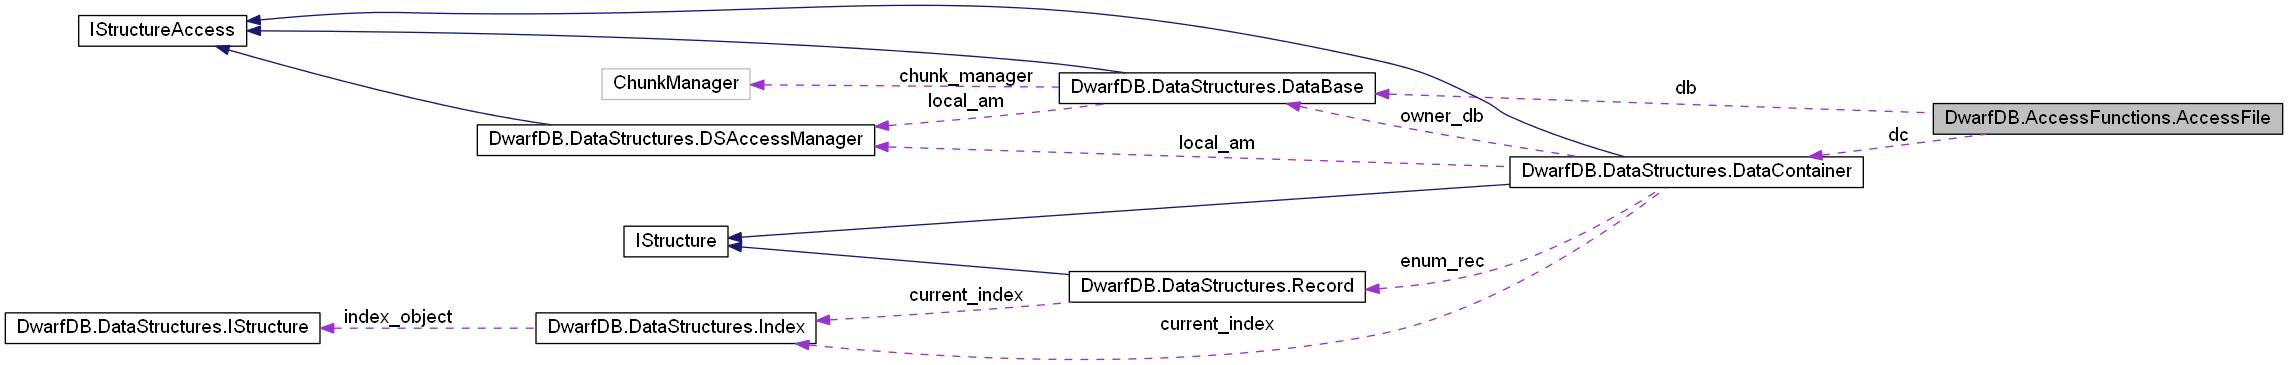 IStructureAccess
ChunkManager
chunk_manager
DwarfDB.DataStructures.DataBase
db
local_am
owner_db
DwarfDB.AccessFunctions.AccessFile
DwarfDB.DataStructures.DSAccessManager
local_am
dc
DwarfDB.DataStructures.DataContainer
IStructure
enum_rec
DwarfDB.DataStructures.Record
current_index
DwarfDB.DataStructures.IStructure
index_object
DwarfDB.DataStructures.Index
current_index